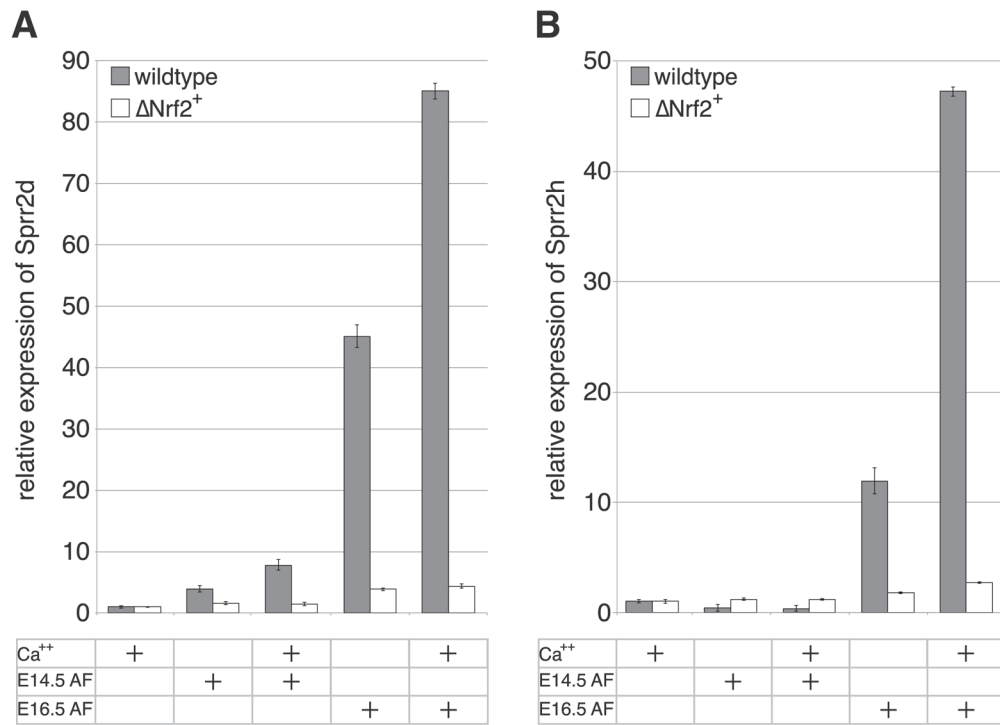 A
relative expression of Sprr2d
90
80
70
60
50
40
30
20
10
0
wildtype
ΔNrf2+
Ca++ + + +
E14.5 AF + +
E16.5 AF + +
B
relative expression of Sprr2h
50
40
30
20
10
0
wildtype
ΔNrf2+
Ca++ + + +
E14.5 AF + +
E16.5 AF + +